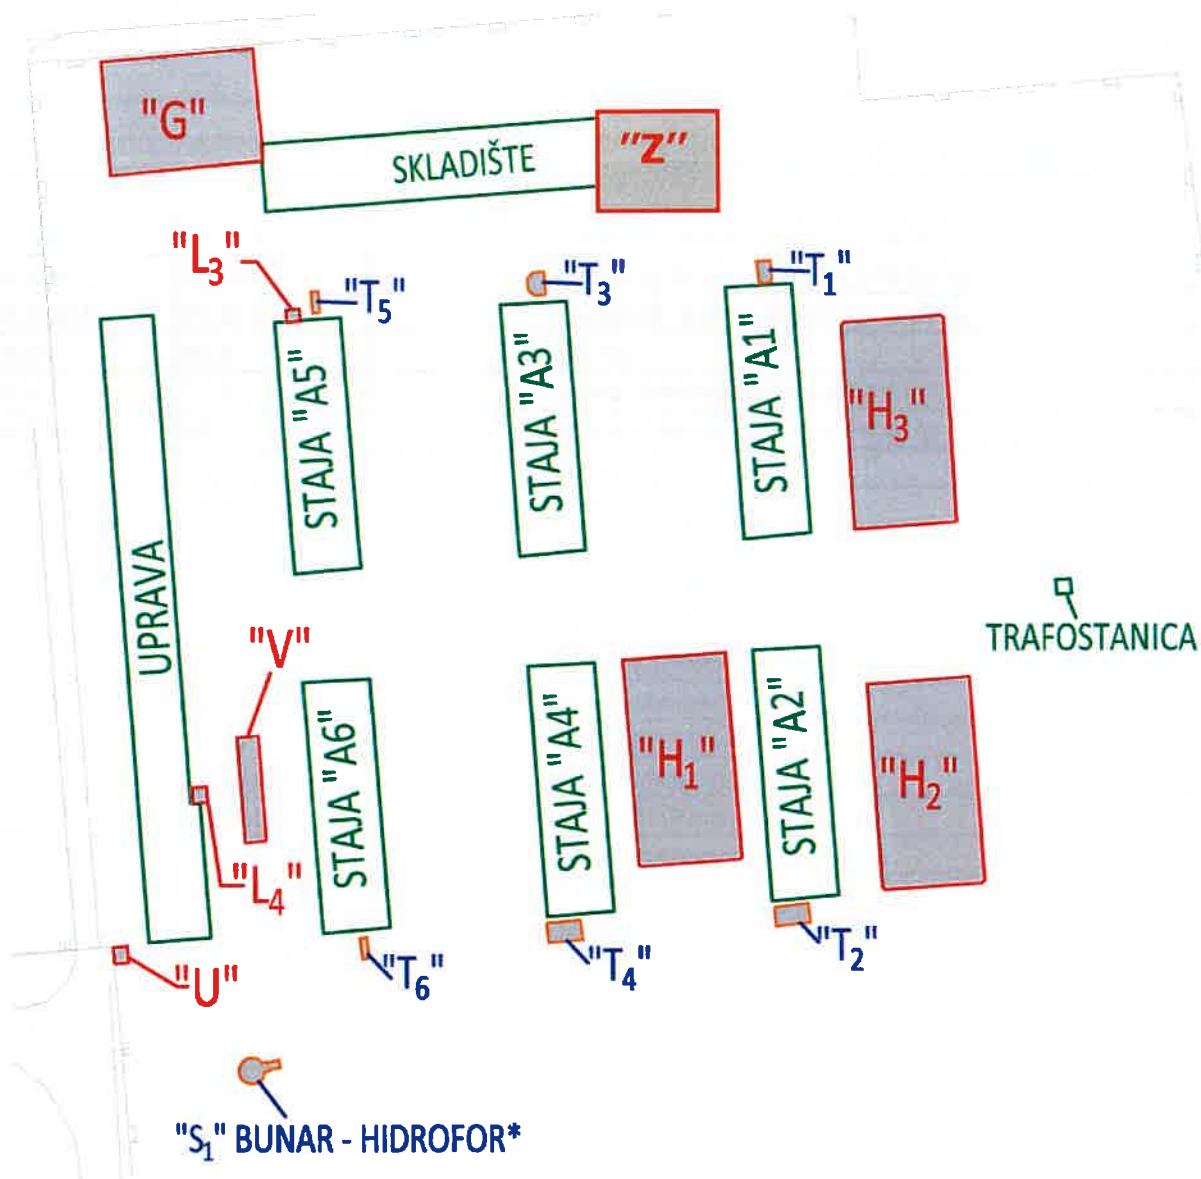 "G"
SKLADIŠTE
"Z"
"L3"
"T5"
"T3"
"T1"
STAJA "A5"
STAJA "A3"
STAJA "A1"
"H3"
UPRAVA
TRAFOSTANICA
"V"
STAJA "A6"
STAJA "A4"
"H1"
STAJA "A2"
"H2"
"L4"
"U"
"T6"
"T4"
"T2"
"S1" BUNAR - HIDROFOR*